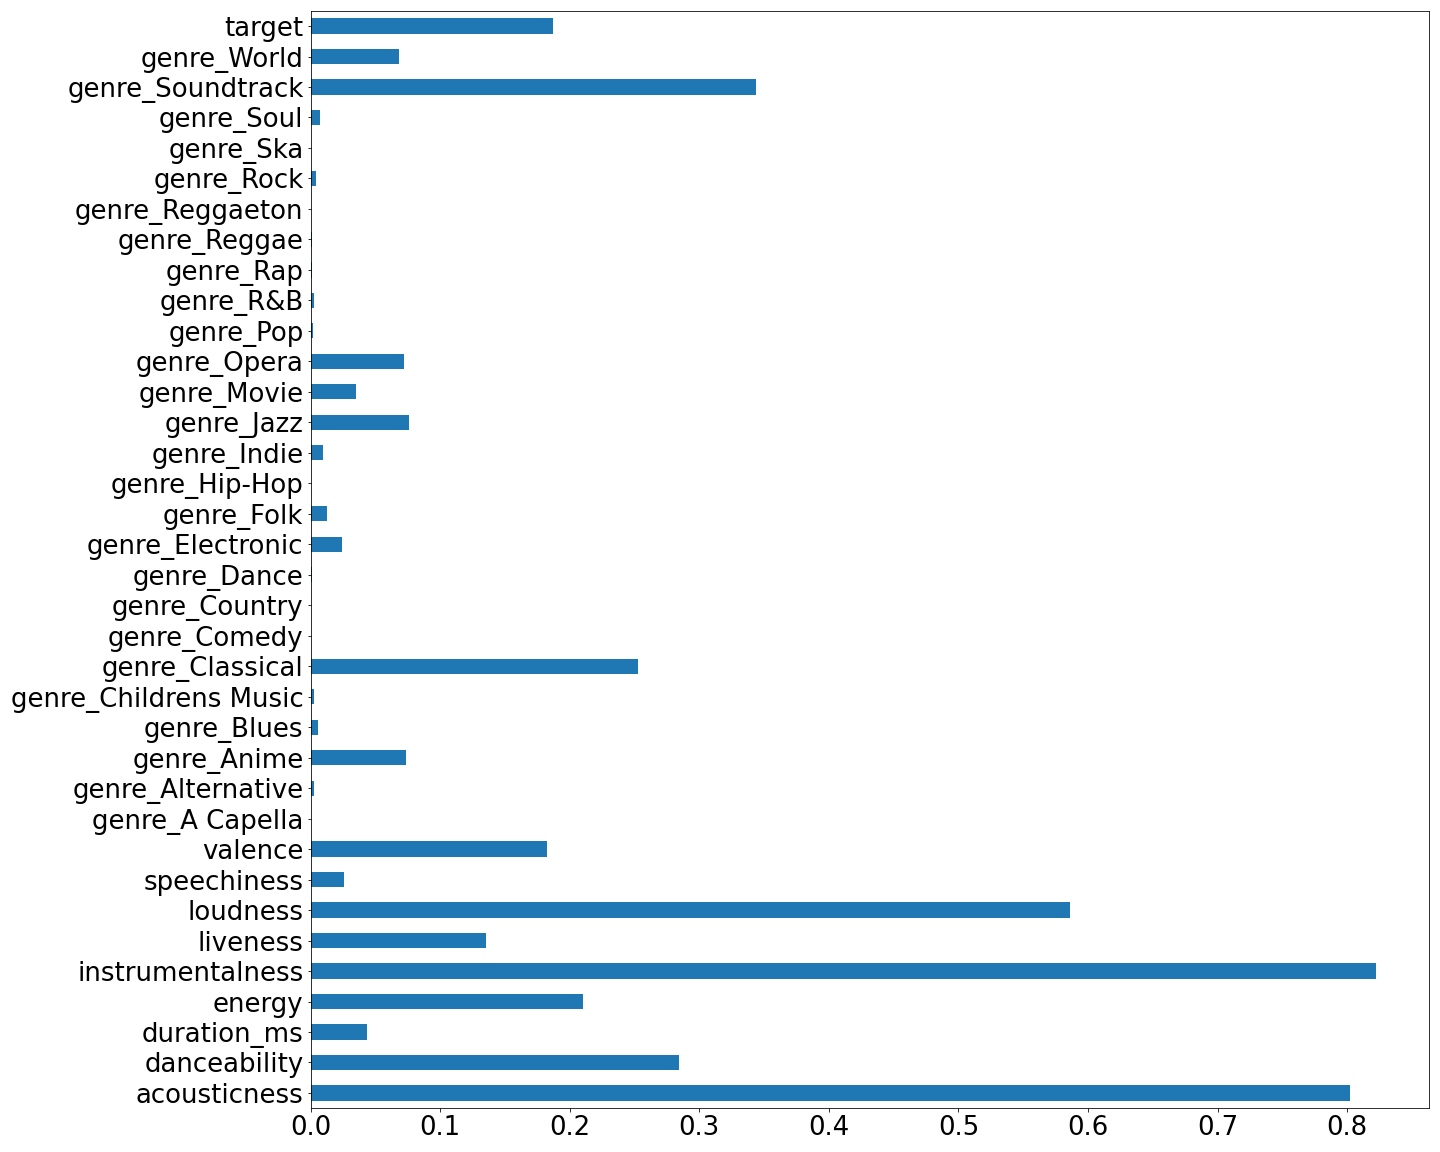 target
genre_World
genre_Soundtrack
genre_Soul
genre_Ska
genre_Rock
genre_Reggaeton
genre_Reggae
genre_Rap
genre_R&B
genre_Pop
genre_Opera
genre_Movie
genre_Jazz
genre_Indie
genre_Hip-Hop
genre_Folk
genre_Electronic
genre_Dance
genre_Country
genre_Comedy
genre_Classical
genre_Childrens Music
genre_Blues
genre_Anime
genre_Alternative
genre_A Capella
valence
speechiness
loudness
liveness
instrumentalness
energy
duration_ms
danceability
acousticness
0.0 0.1 0.2 0.3 0.4 0.5 0.6 0.7 0.8